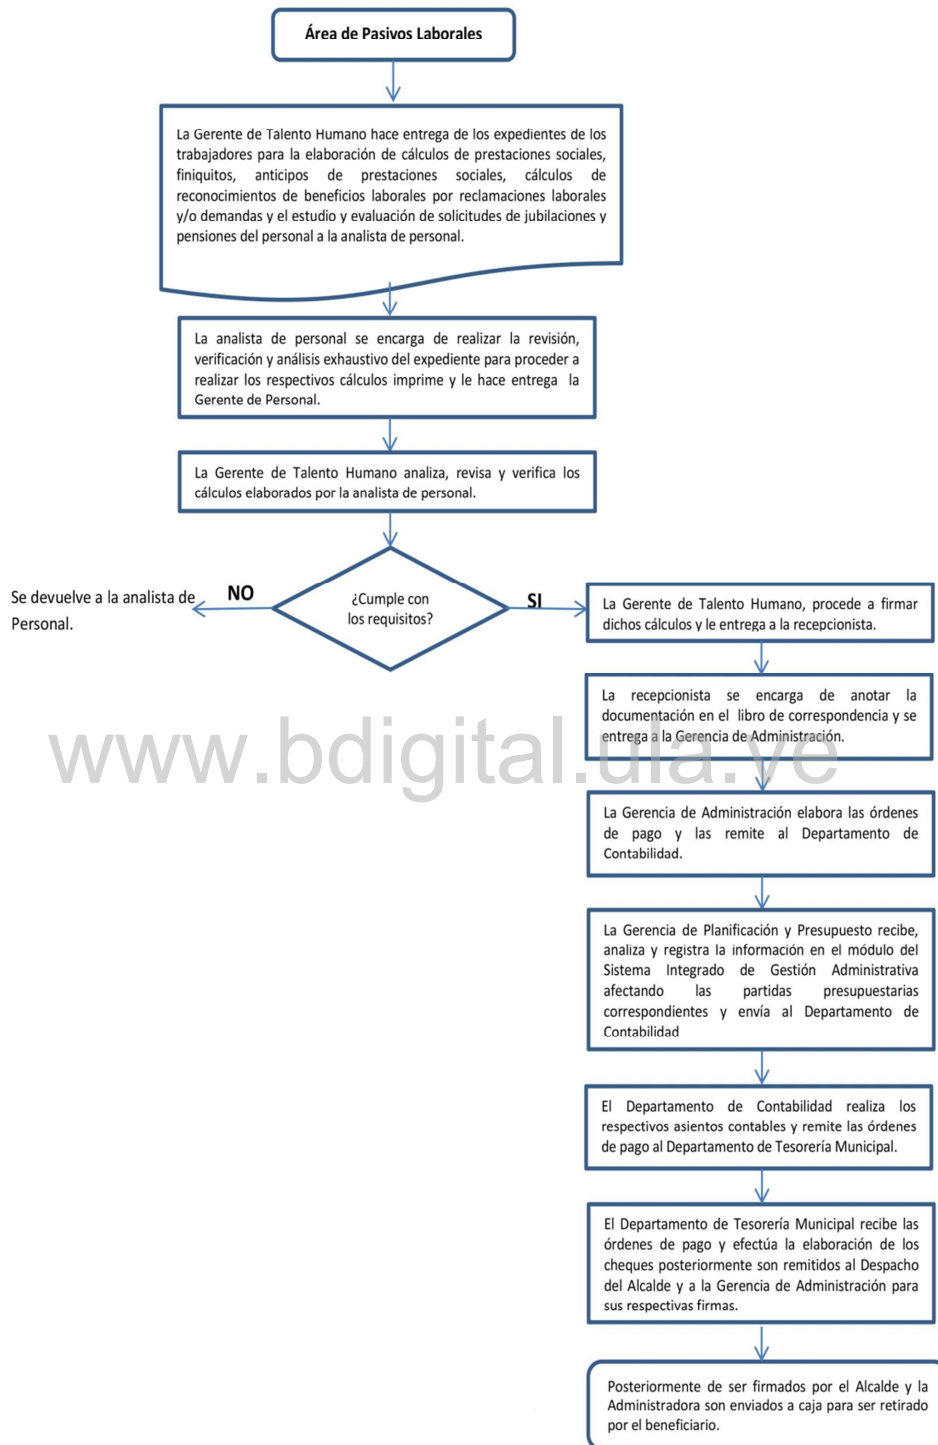 Área de Pasivos Laborales
La Gerente de Talento Humano hace entrega de los expedientes de los
trabajadores para la elaboración de cálculos de prestaciones sociales,
finiquitos, anticipos de prestaciones sociales, cálculos de
reconocimientos de beneficios laborales por reclamaciones laborales
y/o demandas y el estudio y evaluación de solicitudes de jubilaciones y
pensiones del personal a la analista de personal.
La analista de personal se encarga de realizar la revisión,
verificación y análisis exhaustivo del expediente para proceder a
realizar los respectivos cálculos imprime y le hace entrega la
Gerente de Personal.
La Gerente de Talento Humano analiza, revisa y verifica los
cálculos elaborados por la analista de personal.
¿Cumple con
los requisitos?
NO
Se devuelve a la analista de
Personal.
SI
La Gerente de Talento Humano, procede a firmar
dichos cálculos y le entrega a la recepcionista.
La recepcionista se encarga de anotar la
documentación en el libro de correspondencia y se
entrega a la Gerencia de Administración.
www.bdigital.ula.ve
La Gerencia de Administración elabora las órdenes
de pago y las remite al Departamento de
Contabilidad.
La Gerencia de Planificación y Presupuesto recibe,
analiza y registra la información en el módulo del
Sistema Integrado de Gestión Administrativa
afectando las partidas presupuestarias
correspondientes y envía al Departamento de
Contabilidad
El Departamento de Contabilidad realiza los
respectivos asientos contables y remite las órdenes
de pago al Departamento de Tesorería Municipal.
El Departamento de Tesorería Municipal recibe las
órdenes de pago y efectúa la elaboración de los
cheques posteriormente son remitidos al Despacho
del Alcalde y a la Gerencia de Administración para
sus respectivas firmas.
Posteriormente de ser firmados por el Alcalde y la
Administradora son enviados a caja para ser retirado
por el beneficiario.